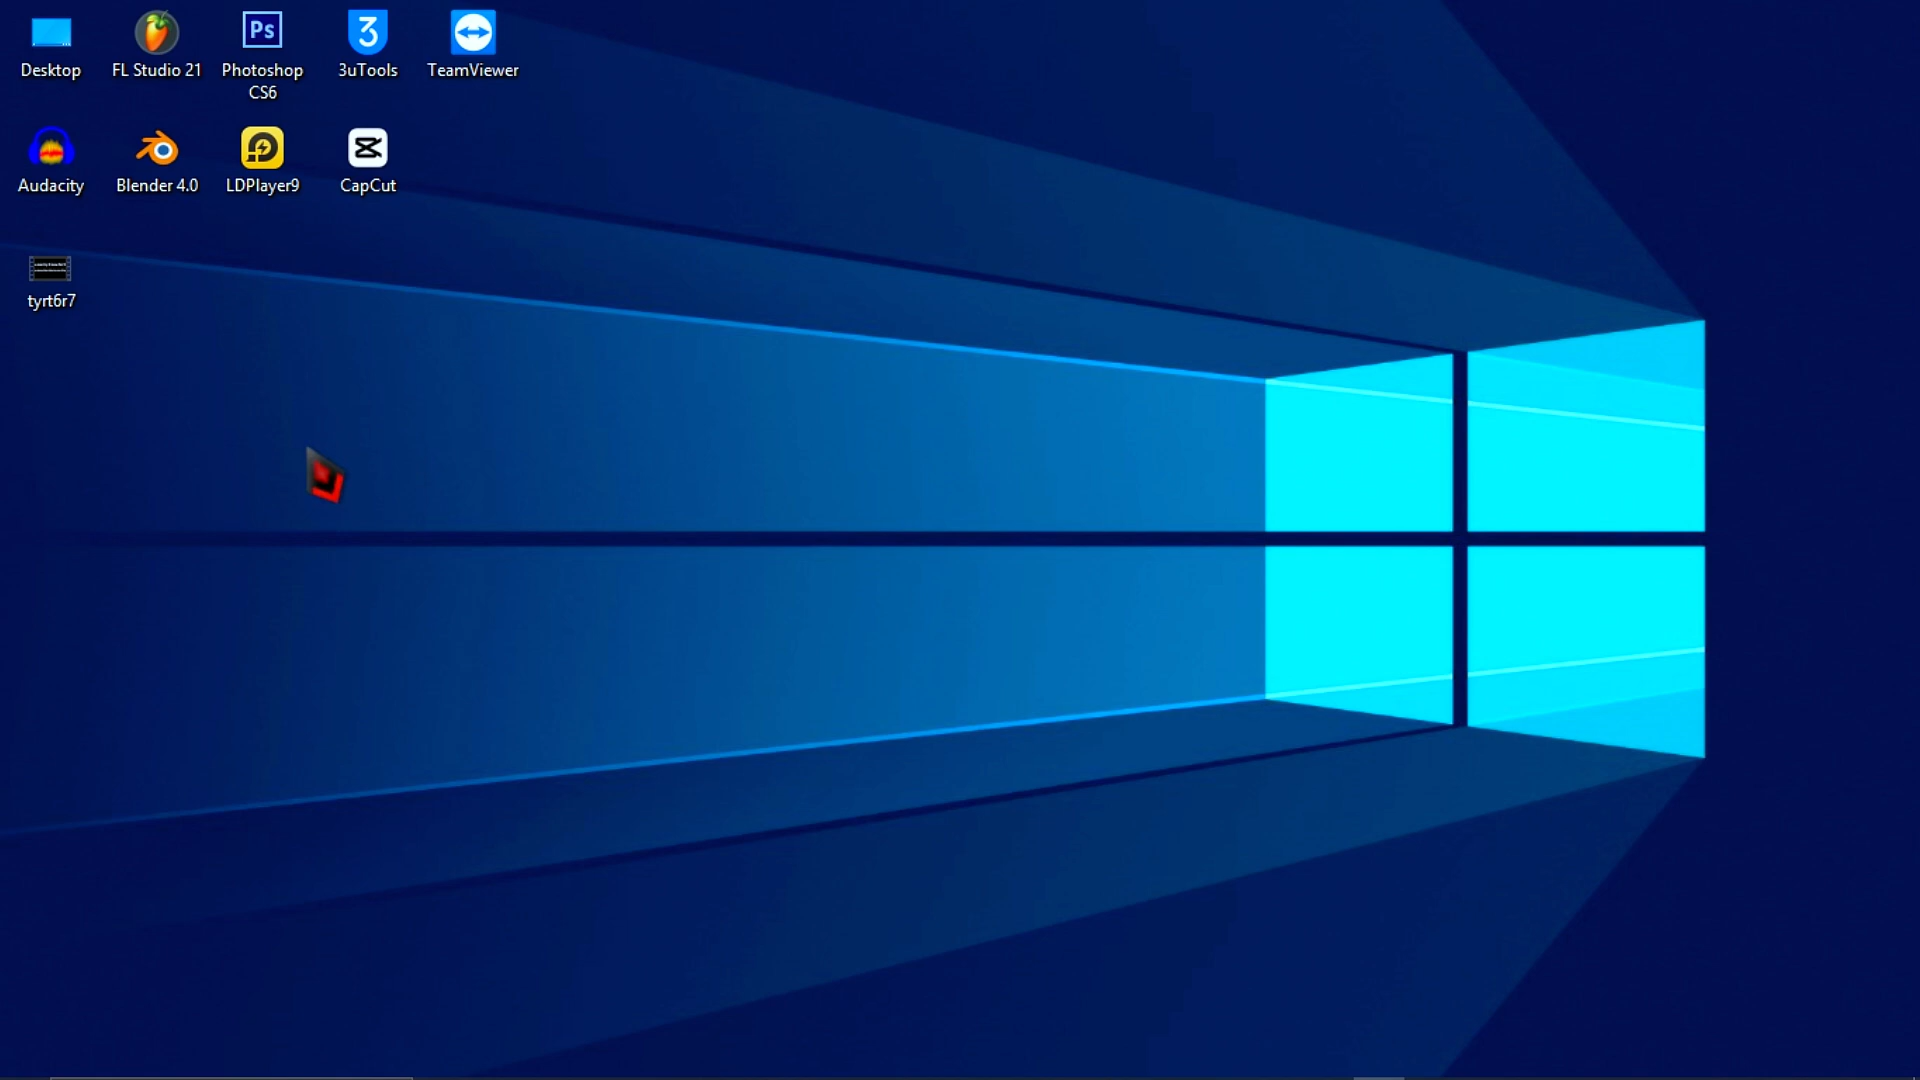 Desktop
FL Studio 21
Ps
Photoshop
CS6
3
3uTools
TeamViewer
Audacity
Blender 4.0
LDPlayer9
CapCut
tyrt6r7